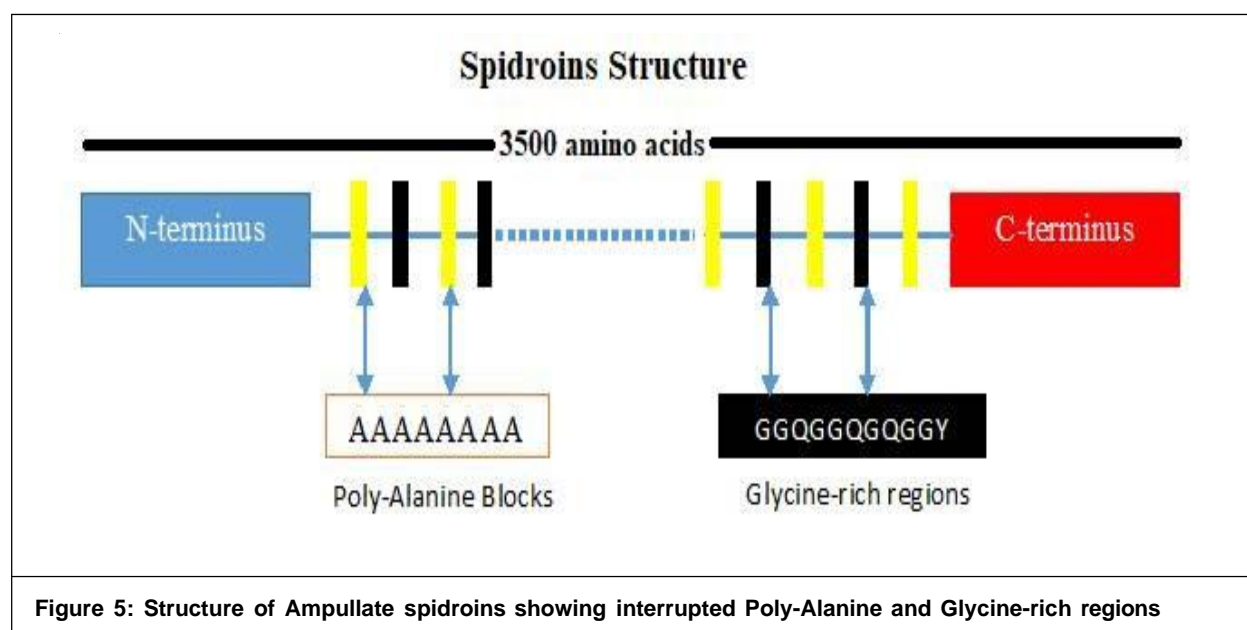 Spidroins Structure
3500 amino acids
N-terminus
C-terminus
AAAAAAAA
GGQGGQGQGGY
Poly-Alanine Blocks
Glycine-rich regions
Figure 5: Structure of Ampullate spidroins showing interrupted Poly-Alanine and Glycine-rich regions